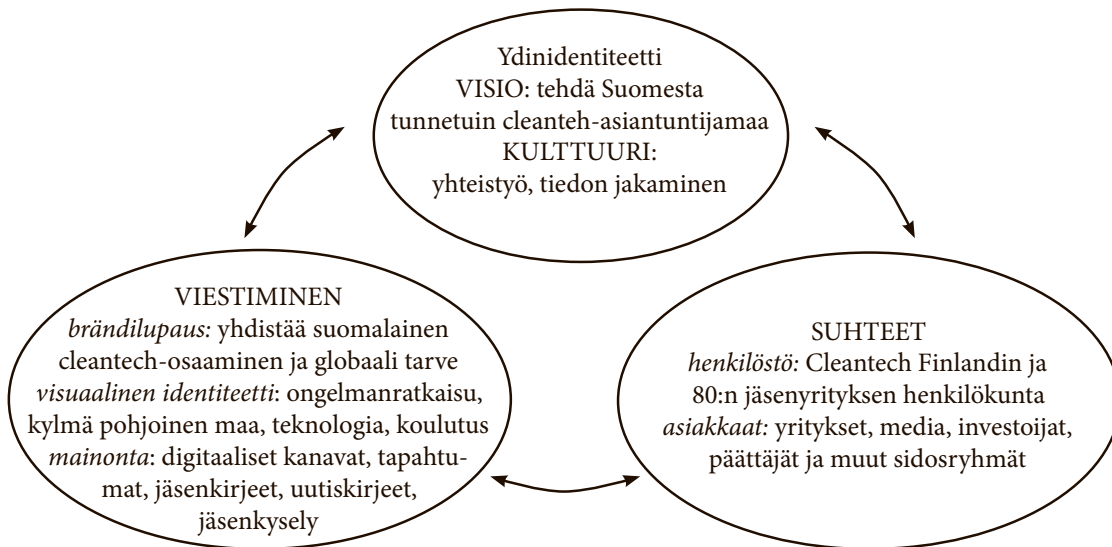 Ydinidentiteetti
VISIO: tehdä Suomesta
tunnetuin cleanteh-asiantuntijamaa
KULTTUURI:
yhteistyö, tiedon jakaminen
VIESTIMINEN
brändilupaus: yhdistää suomalainen
cleantech-osaaminen ja globaali tarve
visuaalinen identiteetti: ongelmanratkaisu,
kylmä pohjoinen maa, teknologia, koulutus
mainonta: digitaaliset kanavat, tapahtu-
mat, jäsenkirjeet, uutiskirjeet,
jäsenkysely
SUHTEET
henkilöstö: Cleantech Finlandin ja
80:n jäsenyrityksen henkilökunta
asiakkaat: yritykset, media, investoijat,
päättäjät ja muut sidosryhmät